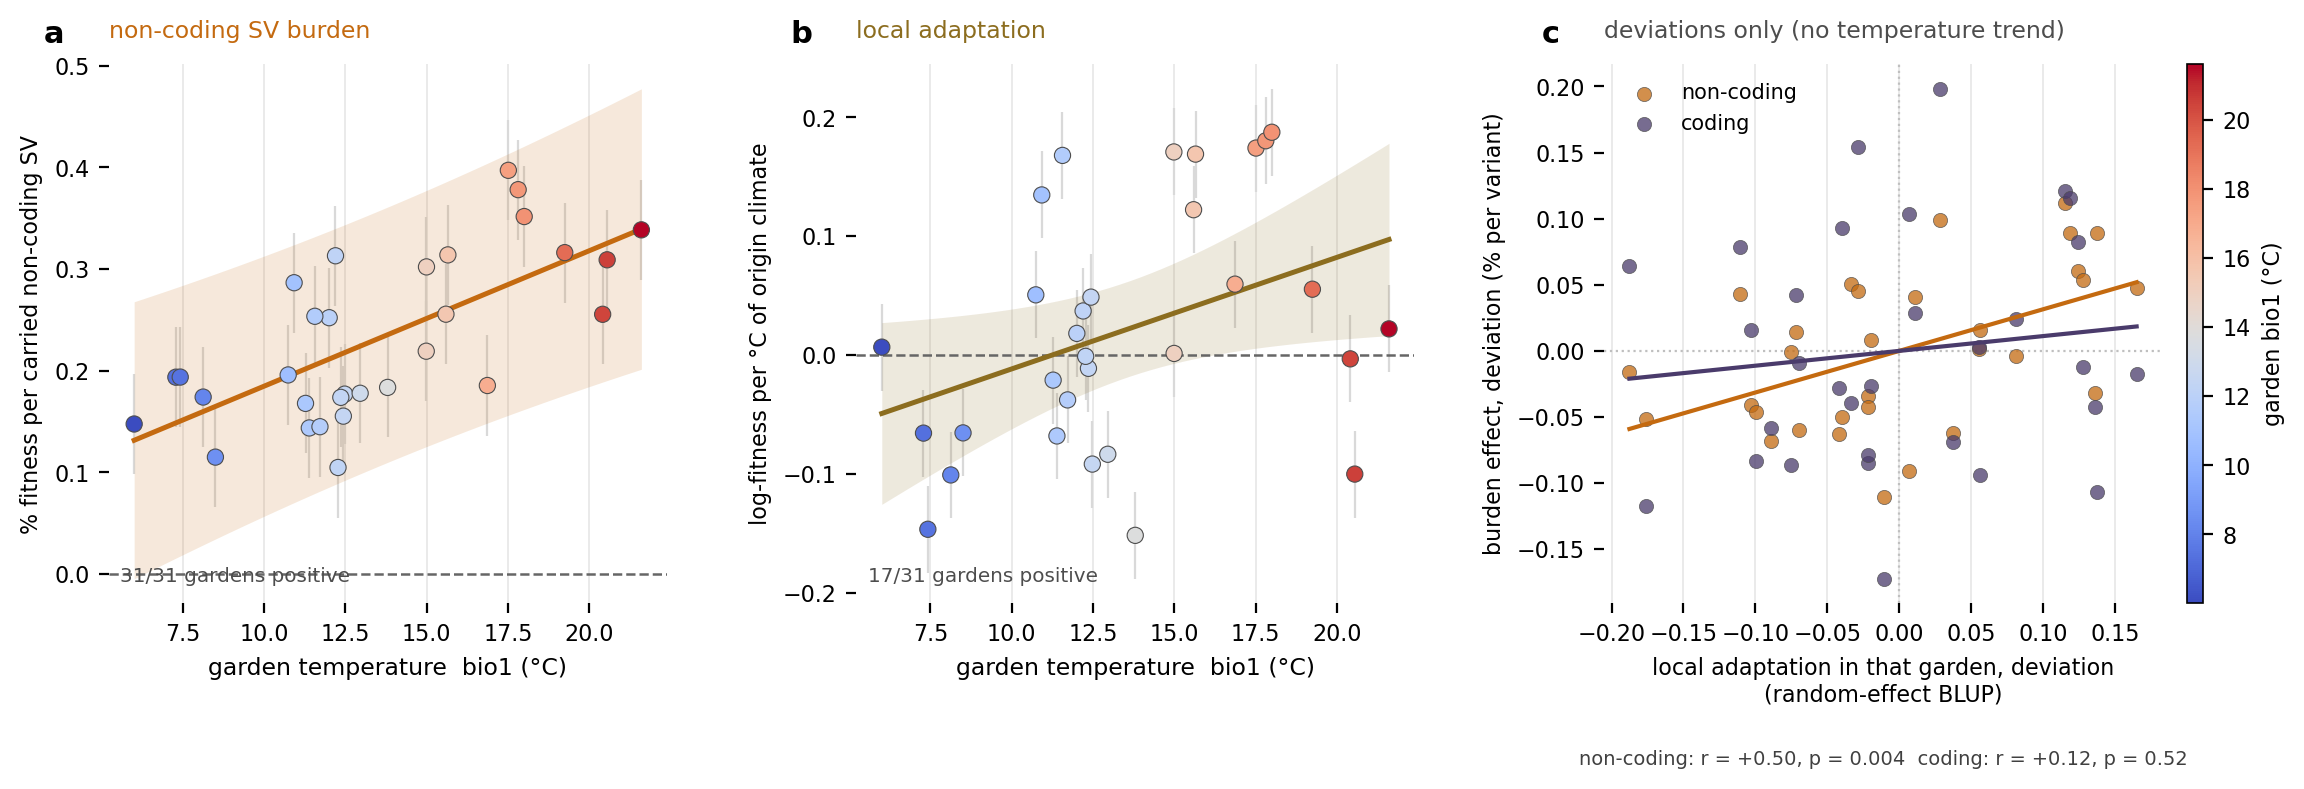 a non-coding SV burden
% fitness per carried non-coding SV
0.5
0.4
0.3
0.2
0.1
0.0
31/31 gardens positive
7.5 10.0 12.5 15.0 17.5 20.0
garden temperature bio1 (°C)
b local adaptation
log-fitness per °C of origin climate
0.2
0.1
0.0
−0.1
−0.2
17/31 gardens positive
7.5 10.0 12.5 15.0 17.5 20.0
garden temperature bio1 (°C)
c deviations only (no temperature trend)
burden effect, deviation (% per variant)
0.20
0.15
0.10
0.05
0.00
−0.05
−0.10
−0.15
non-coding
coding
−0.20 −0.15 −0.10 −0.05 0.00 0.05 0.10 0.15
local adaptation in that garden, deviation
(random-effect BLUP)
20
18
16
14
12
10
8
garden bio1 (°C)
non-coding: r = +0.50, p = 0.004 coding: r = +0.12, p = 0.52